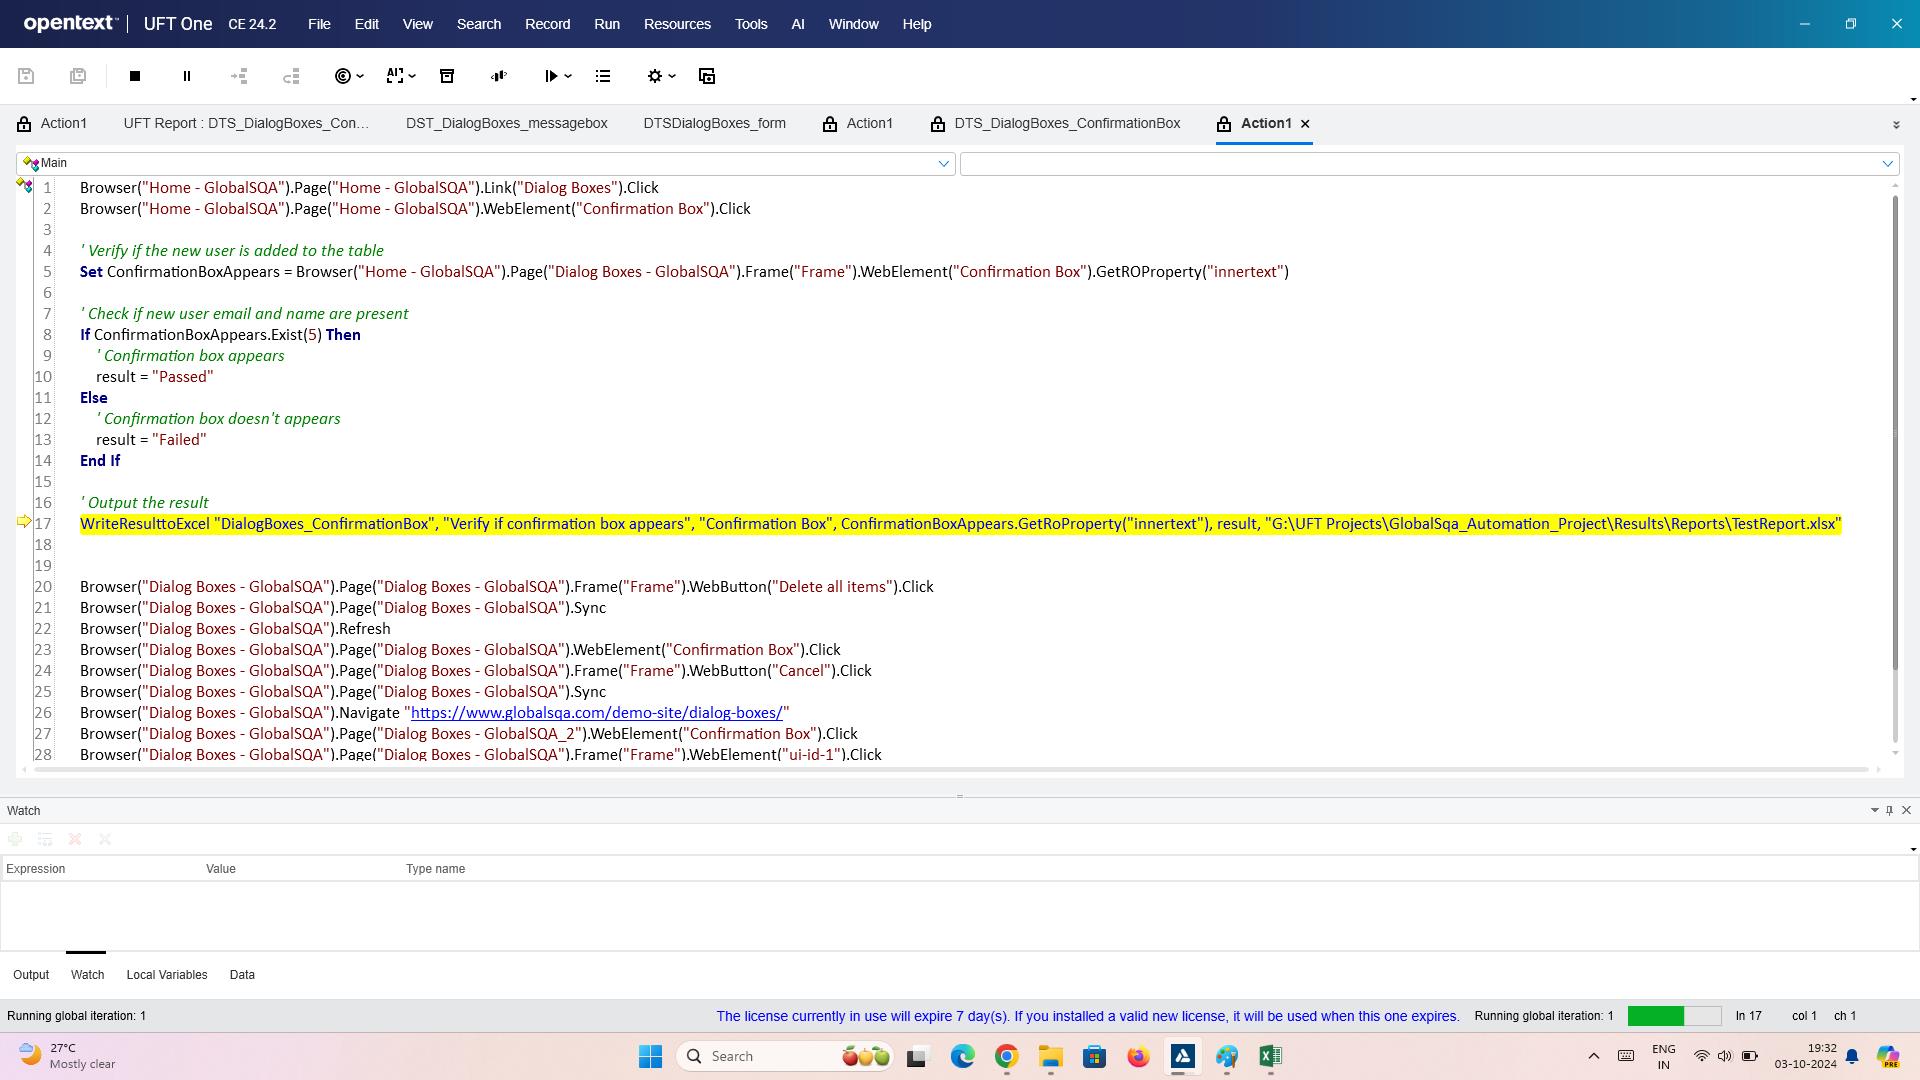 opentext™ | UFT One CE 24.2 File Edit View Search Record Run Resources Tools AI Window Help
Action1 UFT Report : DTS_DialogBoxes_Con... DST_DialogBoxes_messagebox DTSDialogBoxes_form Action1 DTS_DialogBoxes_ConfirmationBox Action1
Main
1 Browser("Home - GlobalSQA").Page("Home - GlobalSQA").Link("Dialog Boxes").Click
2 Browser("Home - GlobalSQA").Page("Home - GlobalSQA").WebElement("Confirmation Box").Click
3
4 ' Verify if the new user is added to the table
5 Set ConfirmationBoxAppears = Browser("Home - GlobalSQA").Page("Dialog Boxes - GlobalSQA").Frame("Frame").WebElement("Confirmation Box").GetROProperty("innertext")
6
7 ' Check if new user email and name are present
8 If ConfirmationBoxAppears.Exist(5) Then
9 ' Confirmation box appears
10 result = "Passed"
11 Else
12 ' Confirmation box doesn't appears
13 result = "Failed"
14 End If
15
16 ' Output the result
17 WriteResulttoExcel "DialogBoxes_ConfirmationBox", "Verify if confirmation box appears", "Confirmation Box", ConfirmationBoxAppears.GetRoProperty("innertext"), result, "G:\UFT Projects\GlobalSqa_Automation_Project\Results\Reports\TestReport.xlsx"
18
19
20 Browser("Dialog Boxes - GlobalSQA").Page("Dialog Boxes - GlobalSQA").Frame("Frame").WebButton("Delete all items").Click
21 Browser("Dialog Boxes - GlobalSQA").Page("Dialog Boxes - GlobalSQA").Sync
22 Browser("Dialog Boxes - GlobalSQA").Refresh
23 Browser("Dialog Boxes - GlobalSQA").Page("Dialog Boxes - GlobalSQA").WebElement("Confirmation Box").Click
24 Browser("Dialog Boxes - GlobalSQA").Page("Dialog Boxes - GlobalSQA").Frame("Frame").WebButton("Cancel").Click
25 Browser("Dialog Boxes - GlobalSQA").Page("Dialog Boxes - GlobalSQA").Sync
26 Browser("Dialog Boxes - GlobalSQA").Navigate "https://www.globalsqa.com/demo-site/dialog-boxes/"
27 Browser("Dialog Boxes - GlobalSQA").Page("Dialog Boxes - GlobalSQA_2").WebElement("Confirmation Box").Click
28 Browser("Dialog Boxes - GlobalSQA").Page("Dialog Boxes - GlobalSQA").Frame("Frame").WebElement("ui-id-1").Click
Watch
Expression Value Type name
Output Watch Local Variables Data
Running global iteration: 1 The license currently in use will expire 7 day(s). If you installed a valid new license, it will be used when this one expires. Running global iteration: 1 ln 17 col 1 ch 1
27°C
Mostly clear
Search
ENG
IN
19:32
03-10-2024
PRE